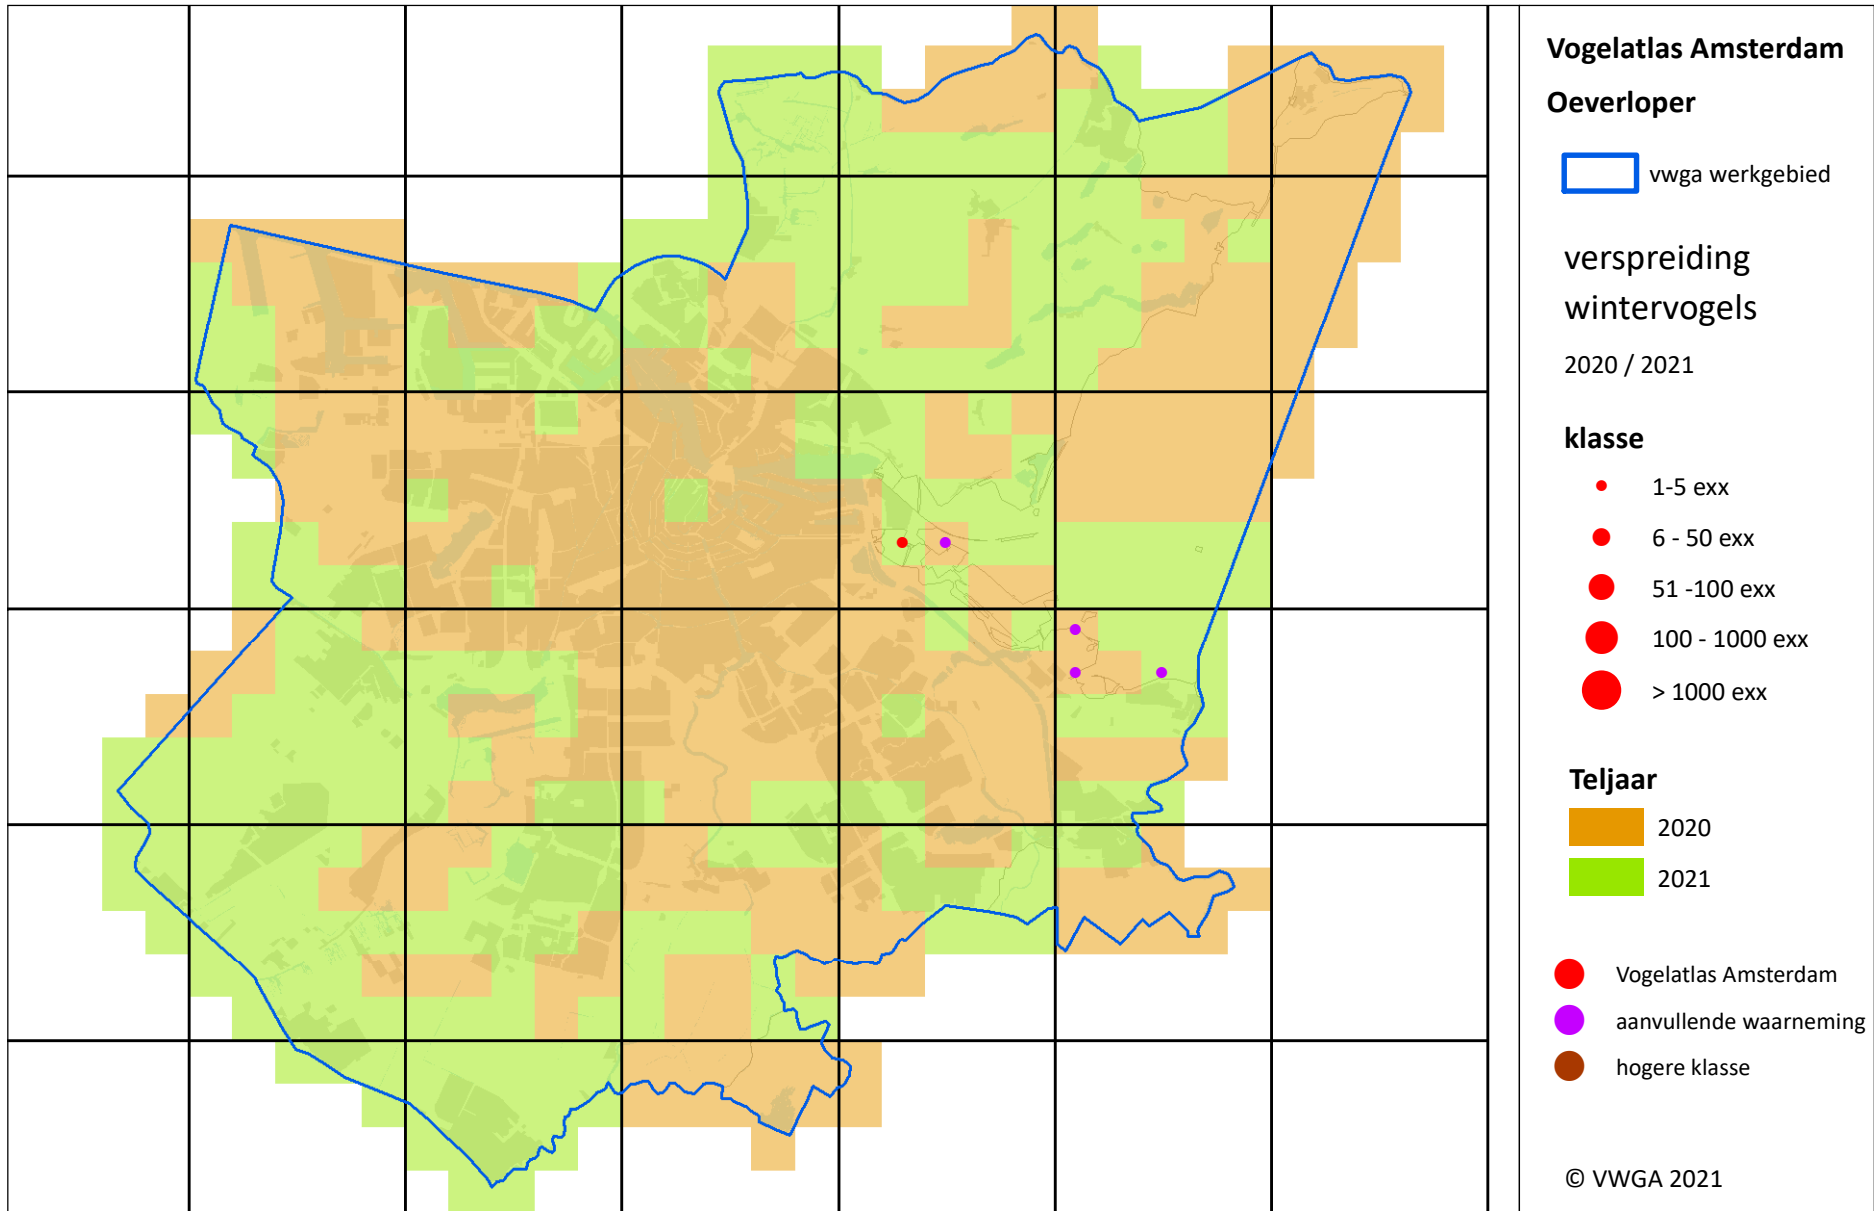 Vogelatlas Amsterdam
Oeverloper
vwga werkgebied
verspreiding
wintervogels
2020 / 2021
klasse
1-5 exx
6 - 50 exx
51 -100 exx
100 - 1000 exx
> 1000 exx
Teljaar
2020
2021
Vogelatlas Amsterdam
aanvullende waarneming
hogere klasse
© VWGA 2021